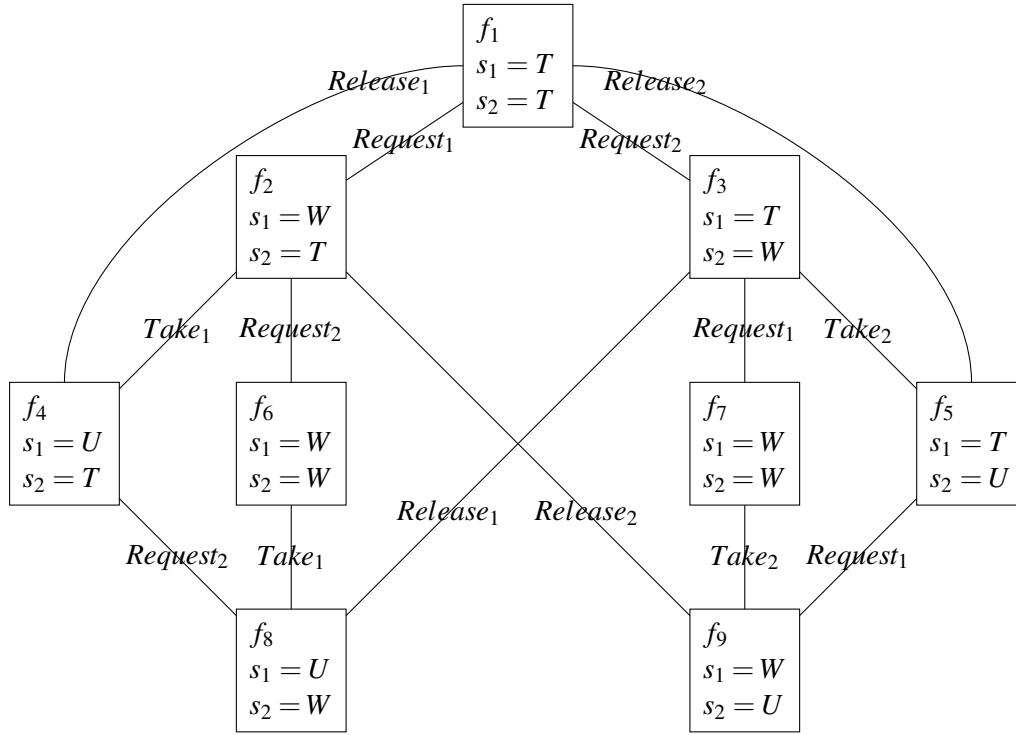 f₁
s₁ = T
s₂ = T
Release₁
Release₂
Request₁
Request₂
f₂
s₁ = W
s₂ = T
f₃
s₁ = T
s₂ = W
Take₁
Request₂
Request₁
Take₂
f₄
s₁ = U
s₂ = T
f₆
s₁ = W
s₂ = W
f₇
s₁ = W
s₂ = W
f₅
s₁ = T
s₂ = U
Release₁
Release₂
Request₂
Take₁
Take₂
Request₁
f₈
s₁ = U
s₂ = W
f₉
s₁ = W
s₂ = U